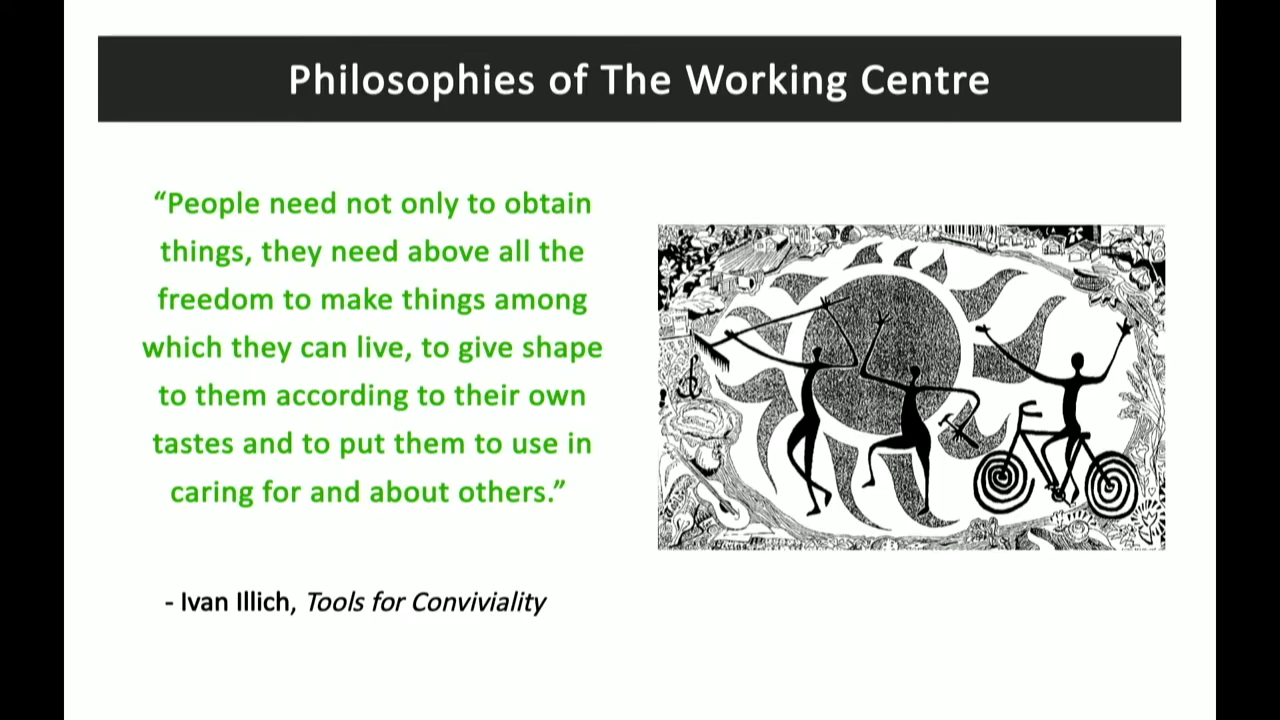 Philosophies of The Working Centre
“People need not only to obtain
things, they need above all the
freedom to make things among
which they can live, to give shape
to them according to their own
tastes and to put them to use in
caring for and about others.”
- Ivan Illich, Tools for Conviviality